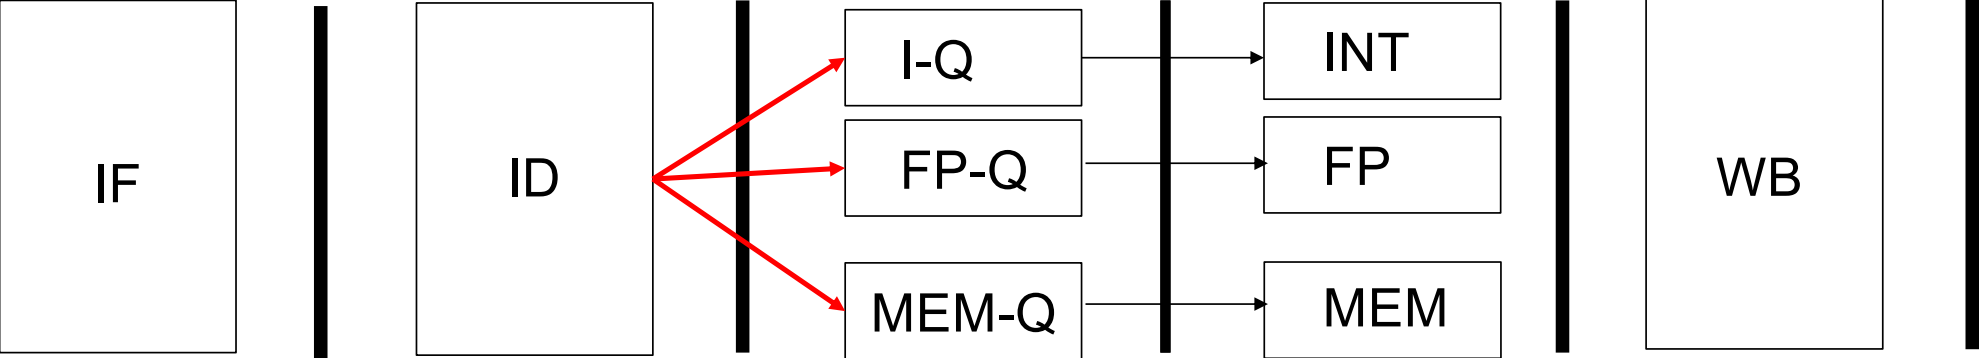 IF
ID
I-Q
FP-Q
MEM-Q
INT
FP
MEM
WB